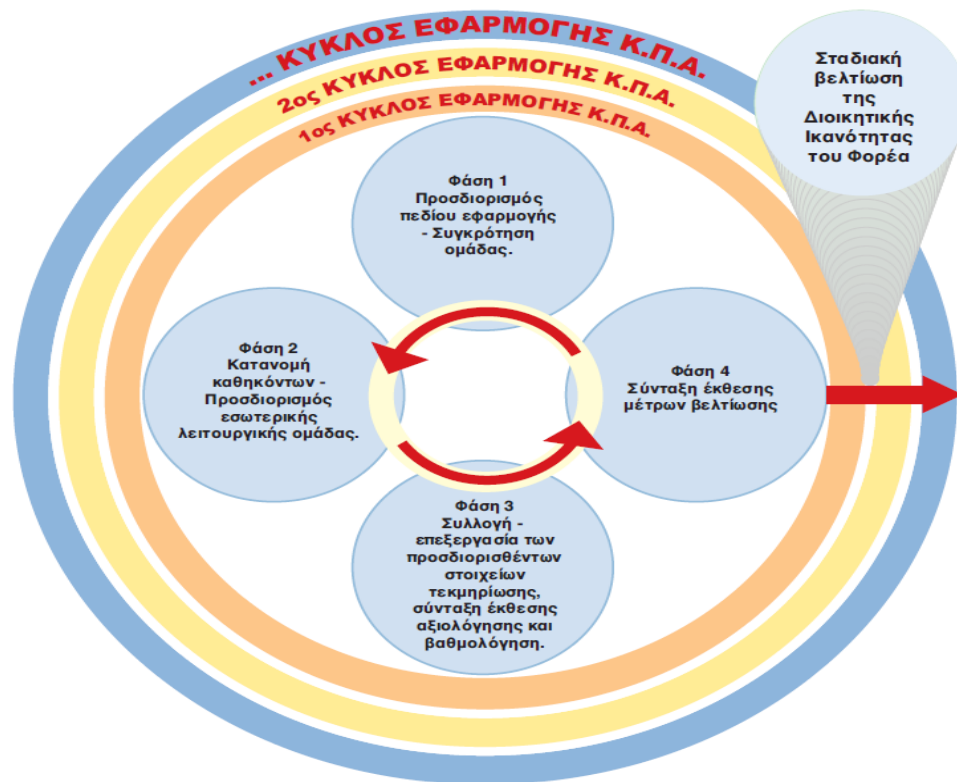 ... ΚΥΚΛΟΣ ΕΦΑΡΜΟΓΗΣ Κ.Π.Α.
2ος ΚΥΚΛΟΣ ΕΦΑΡΜΟΓΗΣ Κ.Π.Α.
1ος ΚΥΚΛΟΣ ΕΦΑΡΜΟΓΗΣ Κ.Π.Α.
Σταδιακή
βελτίωση
της
Διοικητικής
Ικανότητας
του Φορέα
Φάση 1
Προσδιορισμός
πεδίου εφαρμογής
- Συγκρότηση
ομάδας.
Φάση 2
Κατανομή
καθηκόντων -
Προσδιορισμός
εσωτερικής
λειτουργικής ομάδας.
Φάση 4
Σύνταξη έκθεσης
μέτρων βελτίωσης
Φάση 3
Συλλογή -
επεξεργασία των
προσδιορισθέντων
στοιχείων
τεκμηρίωσης,
σύνταξη έκθεσης
αξιολόγησης και
βαθμολόγηση.